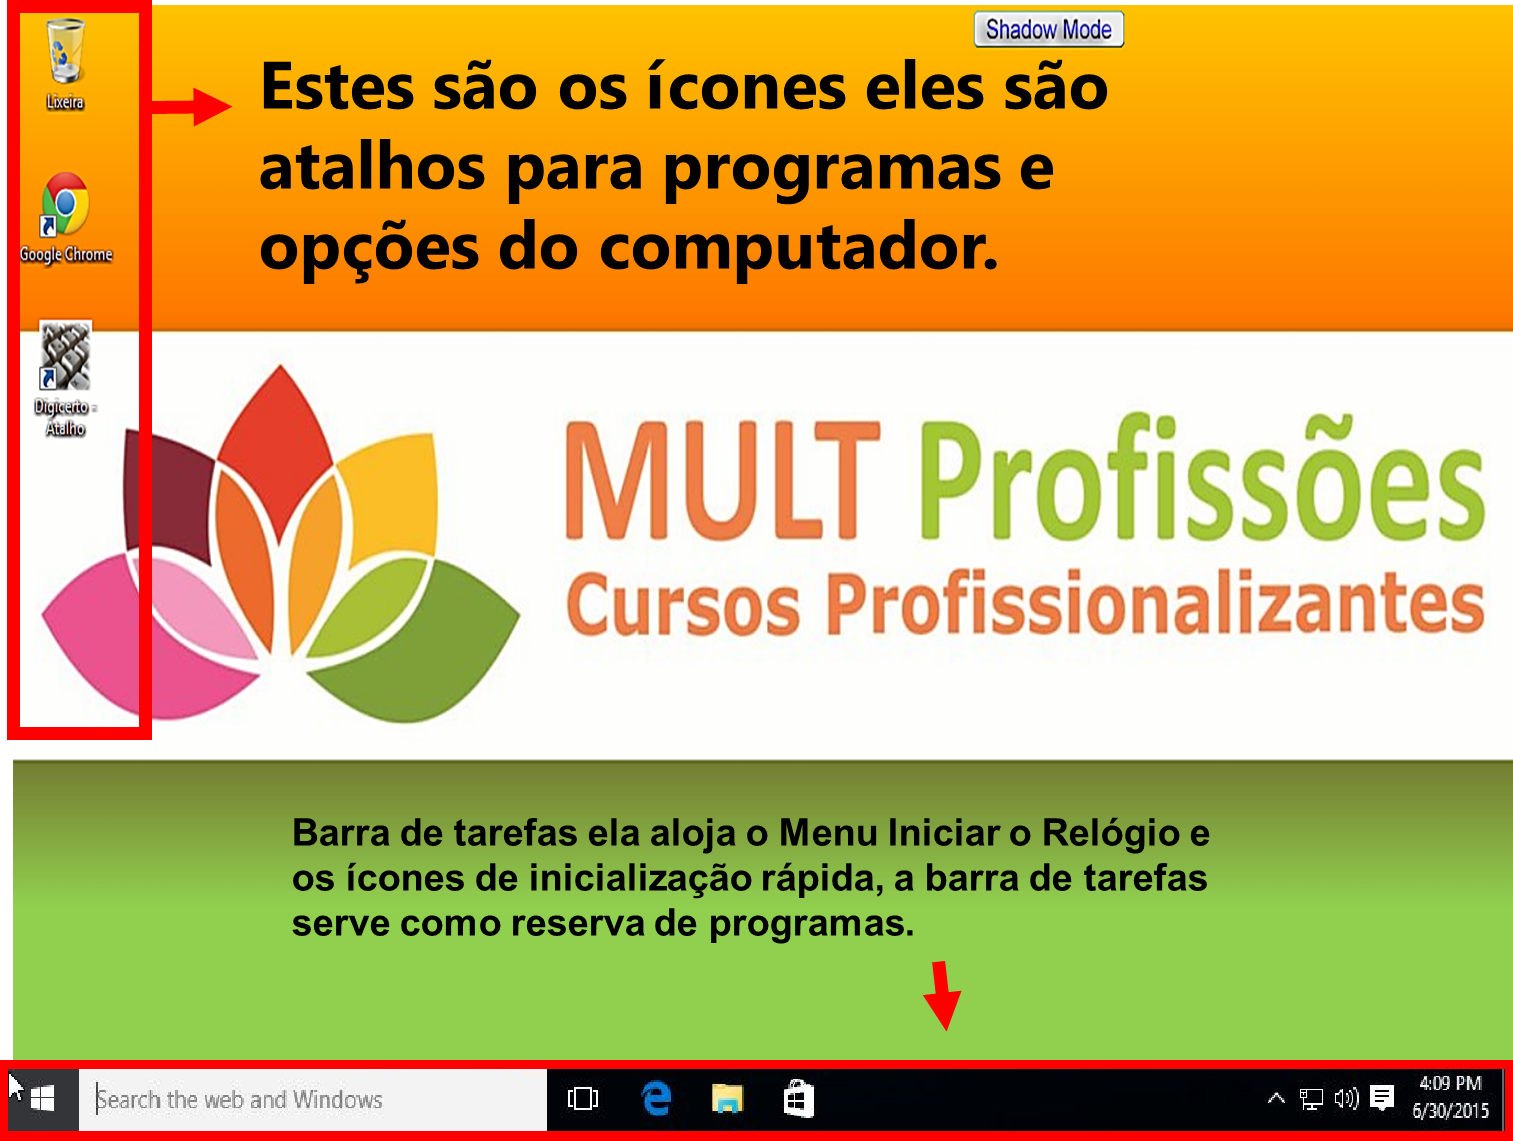 Shadow Mode
Lixeira
Estes são os ícones eles são
atalhos para programas e
opções do computador.
Google Chrome
Digicerto -
Atalho
MULT Profissões
Cursos Profissionalizantes
Barra de tarefas ela aloja o Menu Iniciar o Relógio e
os ícones de inicialização rápida, a barra de tarefas
serve como reserva de programas.
Search the web and Windows
4:09 PM
6/30/2015